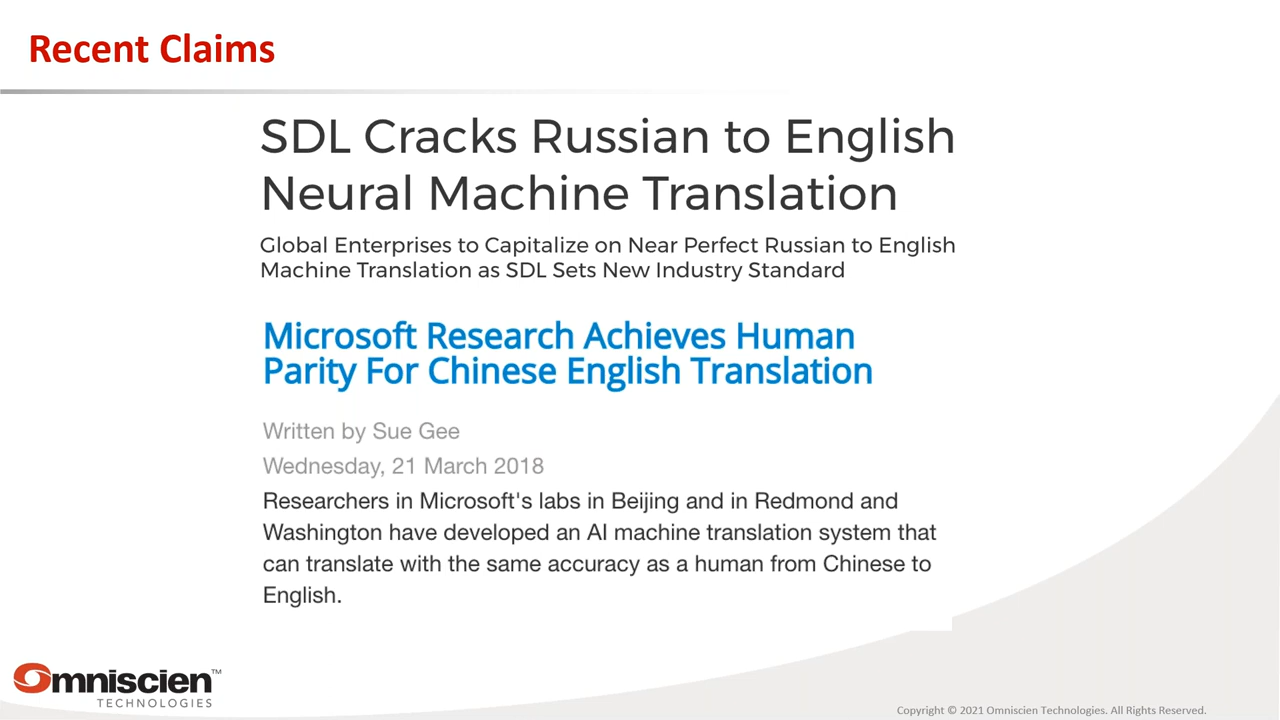 Recent Claims
SDL Cracks Russian to English
Neural Machine Translation
Global Enterprises to Capitalize on Near Perfect Russian to English
Machine Translation as SDL Sets New Industry Standard
Microsoft Research Achieves Human
Parity For Chinese English Translation
Written by Sue Gee
Wednesday, 21 March 2018
Researchers in Microsoft's labs in Beijing and in Redmond and
Washington have developed an AI machine translation system that
can translate with the same accuracy as a human from Chinese to
English.
Omniscien™
TECHNOLOGIES
Copyright © 2021 Omniscien Technologies. All Rights Reserved.